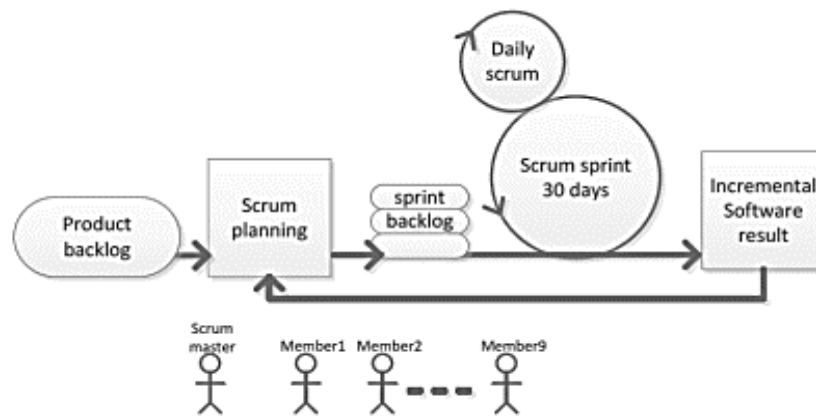 Daily
scrum
Scrum sprint
30 days
Product
backlog
Scrum
planning
sprint
backlog
Incremental
Software
result
Scrum
master
Member1
Member2
Member9